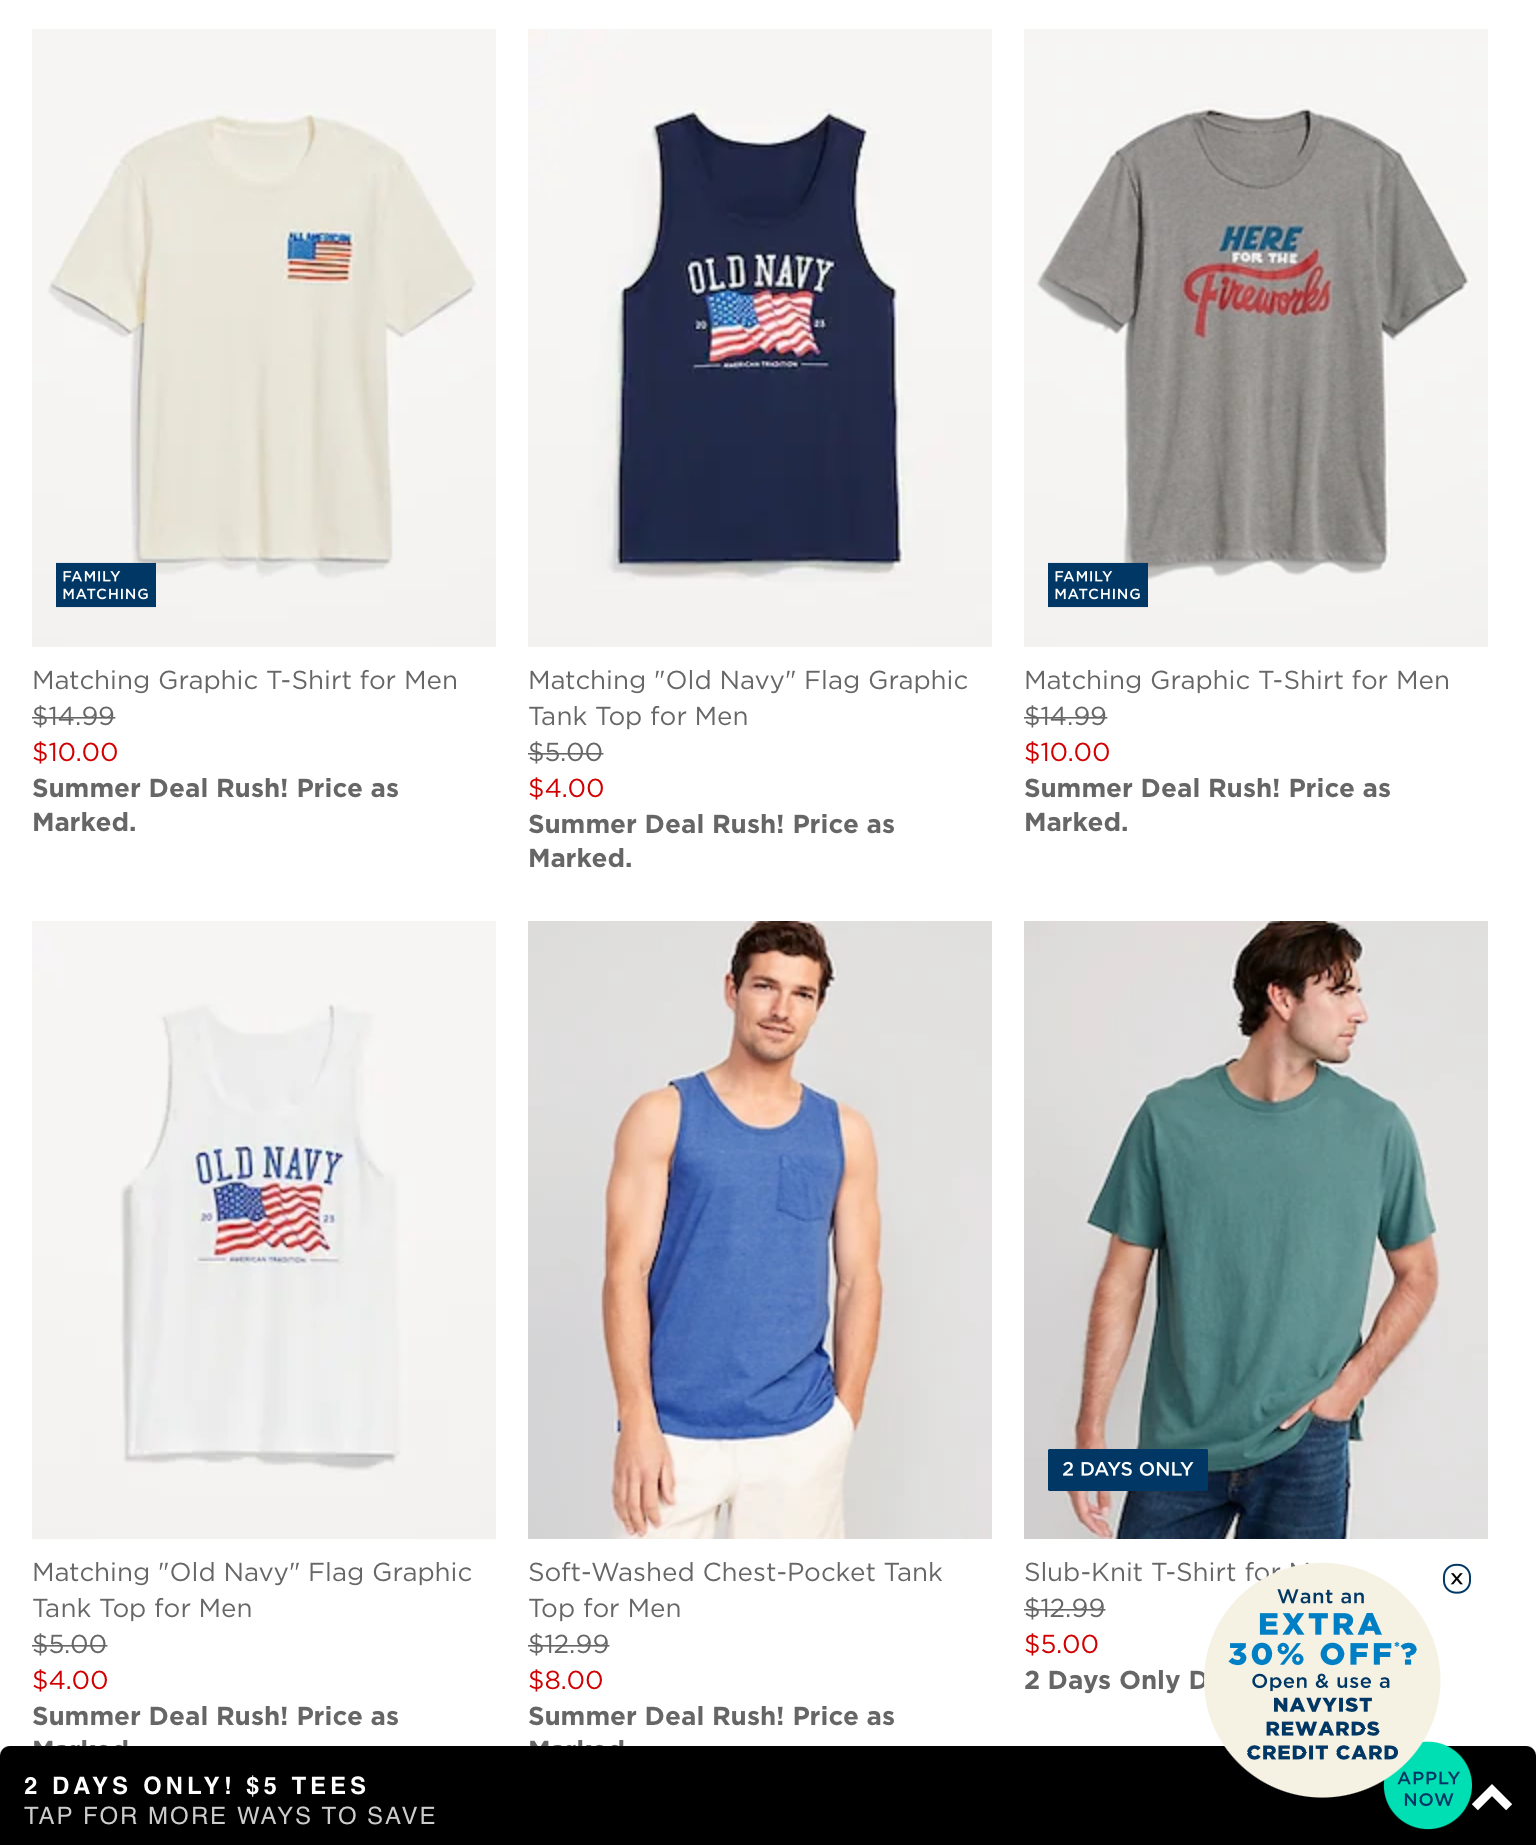 ALL AMERICAN
OLD NAVY
20 23
AMERICAN TRADITION
HERE
FOR THE
Fireworks
FAMILY
MATCHING
FAMILY
MATCHING
Matching Graphic T-Shirt for Men
$14.99
$10.00
Summer Deal Rush! Price as
Marked.
Matching "Old Navy" Flag Graphic
Tank Top for Men
$5.00
$4.00
Summer Deal Rush! Price as
Marked.
Matching Graphic T-Shirt for Men
$14.99
$10.00
Summer Deal Rush! Price as
Marked.
OLD NAVY
20 23
AMERICAN TRADITION
2 DAYS ONLY
Matching "Old Navy" Flag Graphic
Tank Top for Men
$5.00
$4.00
Summer Deal Rush! Price as
Marked.
Soft-Washed Chest-Pocket Tank
Top for Men
$12.99
$8.00
Summer Deal Rush! Price as
Marked.
Slub-Knit T-Shirt for
$12.99
$5.00
2 Days Only
X
Want an
EXTRA
30% OFF*?
Open & use a
NAVYIST
REWARDS
CREDIT CARD
APPLY
NOW
2 DAYS ONLY! $5 TEES
TAP FOR MORE WAYS TO SAVE